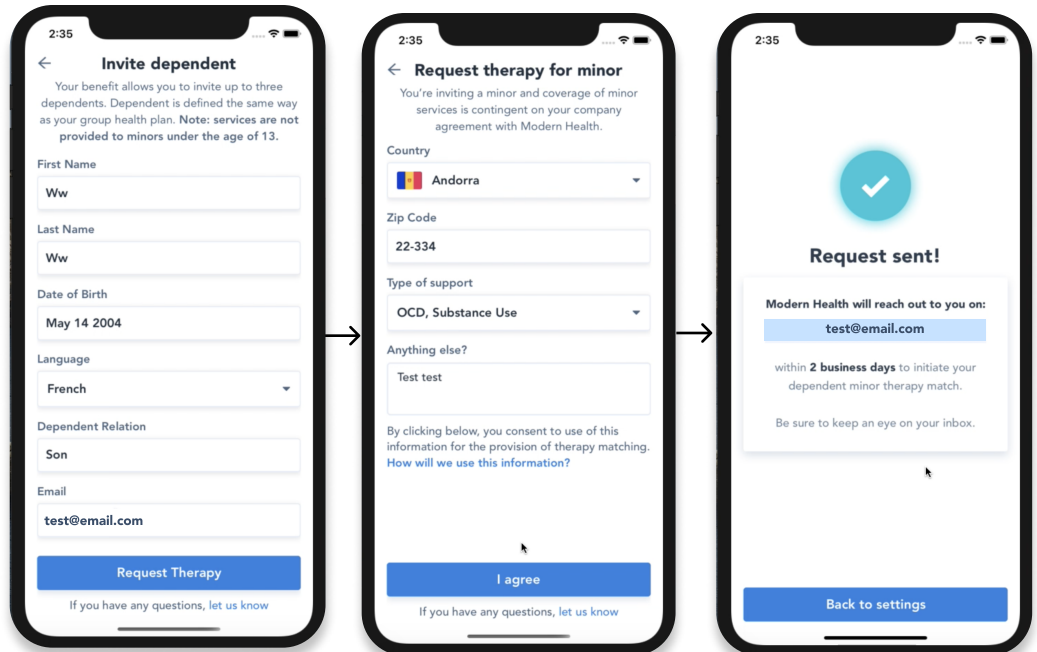 2:35
Invite dependent
Your benefit allows you to invite up to three
dependents. Dependent is defined the same way
as your group health plan. Note: services are not
provided to minors under the age of 13.
First Name
Ww
Last Name
Ww
Date of Birth
May 14 2004
Language
French
Dependent Relation
Son
Email
test@email.com
Request Therapy
If you have any questions, let us know
2:35
Request therapy for minor
You're inviting a minor and coverage of minor
services is contingent on your company
agreement with Modern Health.
Country
Andorra
Zip Code
22-334
Type of support
OCD, Substance Use
Anything else?
Test test
By clicking below, you consent to use of this
information for the provision of therapy matching.
How will we use this information?
I agree
If you have any questions, let us know
2:35
Request sent!
Modern Health will reach out to you on:
test@email.com
within 2 business days to initiate your
dependent minor therapy match.
Be sure to keep an eye on your inbox.
Back to settings